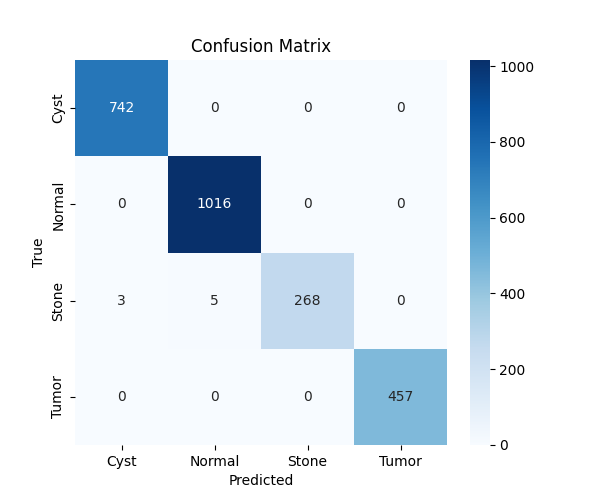 Confusion Matrix
Cyst 742 0 0 0
Normal 0 1016 0 0
Stone 3 5 268 0
Tumor 0 0 0 457
Cyst Normal Stone Tumor
Predicted
True
1000
800
600
400
200
0